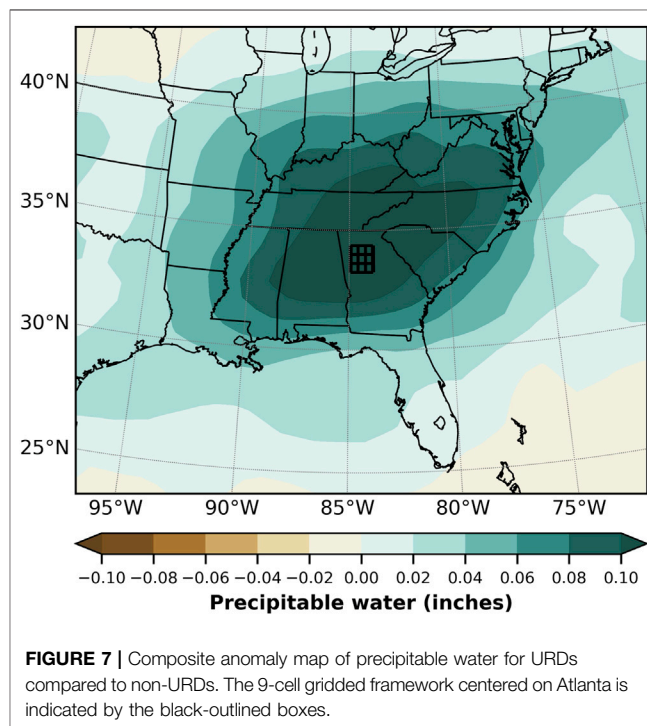 40°N
35°N
30°N
25°N
95°W 90°W 85°W 80°W 75°W
−0.10 −0.08 −0.06 −0.04 −0.02 0.00 0.02 0.04 0.06 0.08 0.10
Precipitable water (inches)
FIGURE 7 | Composite anomaly map of precipitable water for URDs
compared to non-URDs. The 9-cell gridded framework centered on Atlanta is
indicated by the black-outlined boxes.